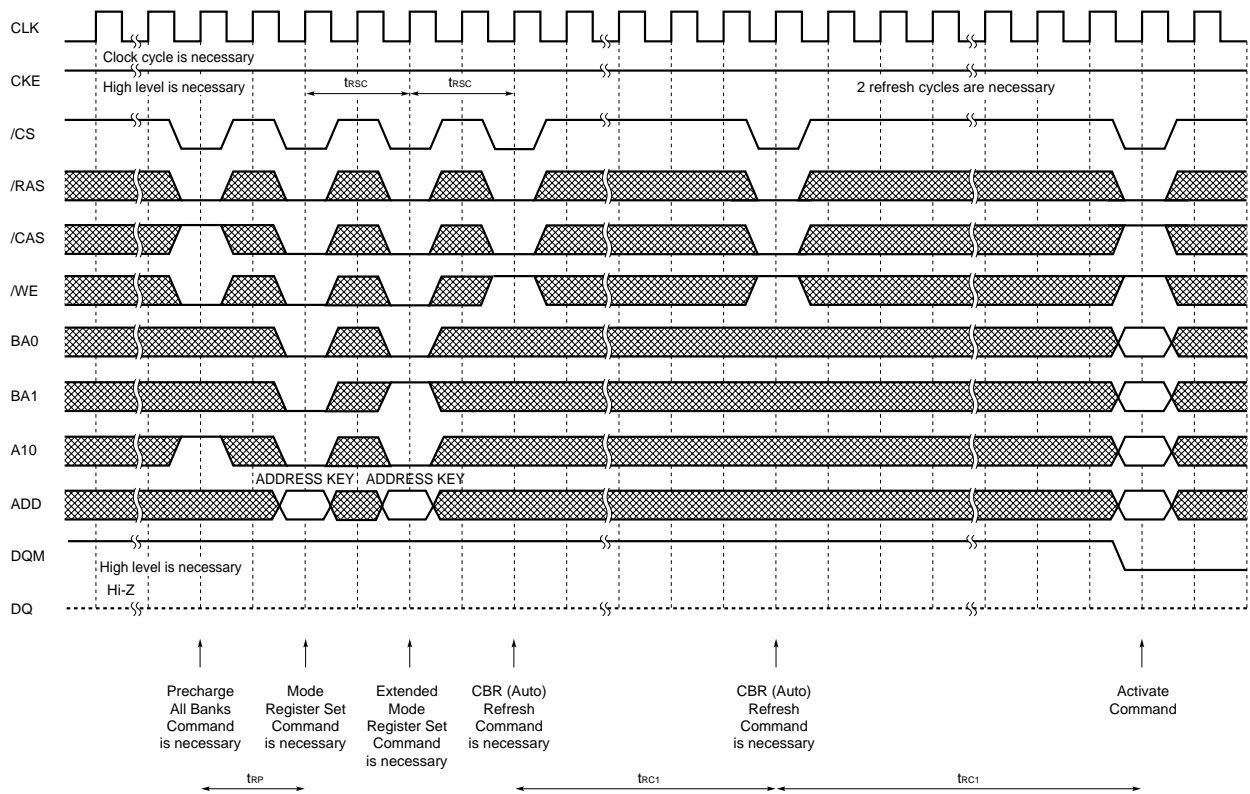 CLK
Clock cycle is necessary
CKE
High level is necessary
tRSC
tRSC
2 refresh cycles are necessary
/CS
/RAS
/CAS
/WE
BA0
BA1
A10
ADDRESS KEY
ADDRESS KEY
ADD
DQM
High level is necessary
Hi-Z
DQ
Precharge
All Banks
Command
is necessary
Mode
Register Set
Command
is necessary
Extended
Mode
Register Set
Command
is necessary
CBR (Auto)
Refresh
Command
is necessary
CBR (Auto)
Refresh
Command
is necessary
Activate
Command
tRP
tRC1
tRC1